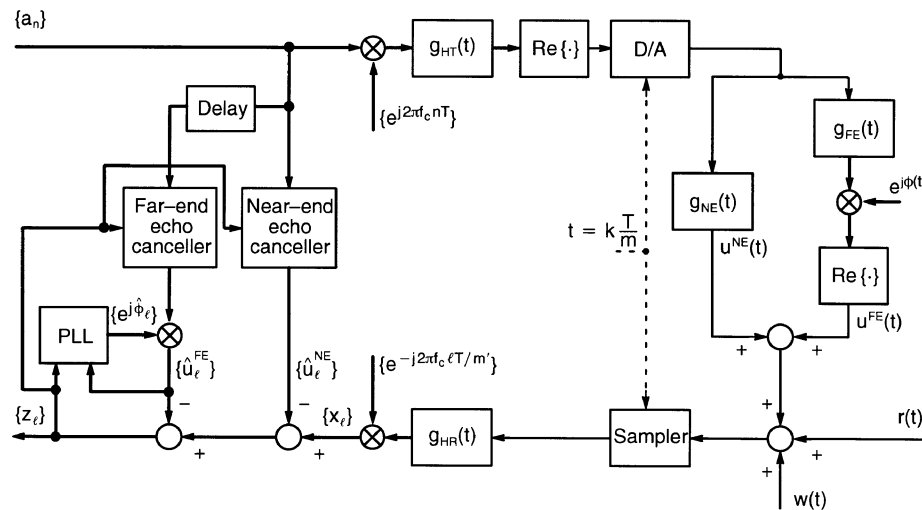 {aₙ}
g_HT(t)
Re{·}
D/A
Delay
{e^{j2πf_c nT}}
g_FE(t)
e^{jϕ(t
Far–end
echo
canceller
Near–end
echo
canceller
g_NE(t)
t = k T/m
u^NE(t)
Re{·}
{e^{jϕ̂_ℓ}}
PLL
u^FE(t)
+
+
{û_ℓ^FE}
{û_ℓ^NE}
{e^{−j2πf_c ℓT/m′}}
−
−
+
{z_ℓ}
{x_ℓ}
g_HR(t)
Sampler
r(t)
+
+
+
+
+
w(t)